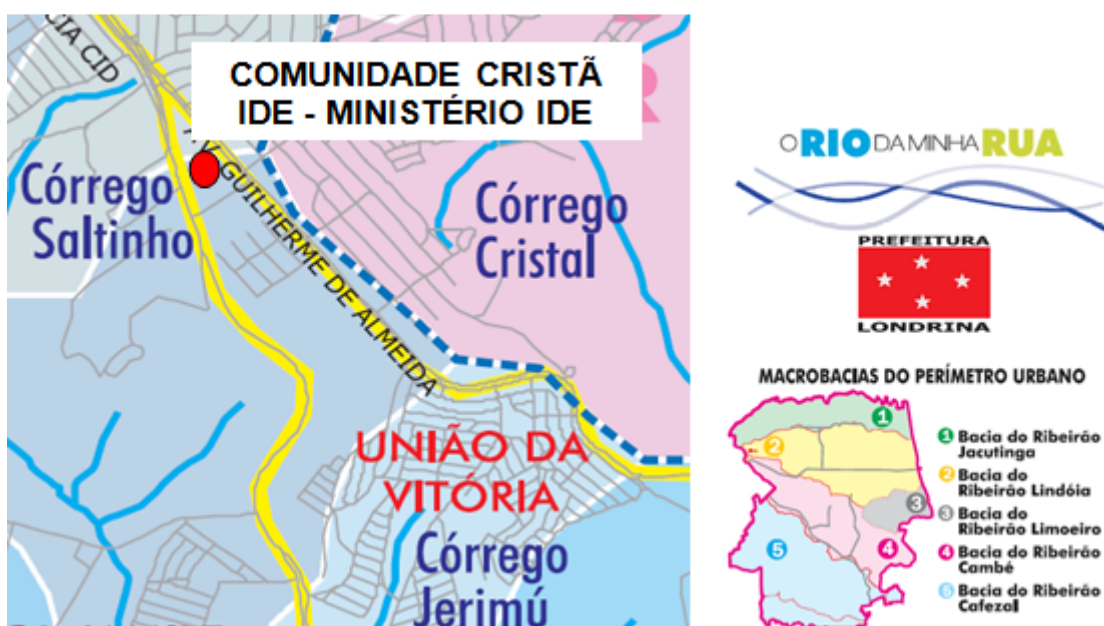 CIA CID
COMUNIDADE CRISTÃ
IDE - MINISTÉRIO IDE
R
AV. GUILHERME DE ALMEIDA
Córrego
Saltinho
Córrego
Cristal
UNIÃO DA
VITÓRIA
Córrego
Jerimú
O RIO DA MINHA RUA
PREFEITURA
LONDRINA
MACROBACIAS DO PERÍMETRO URBANO
1
2
3
4
5
1 Bacia do Ribeirão
Jacutinga
2 Bacia do
Ribeirão Lindóia
3 Bacia do
Ribeirão Limoeiro
4 Bacia do Ribeirão
Cambé
5 Bacia do Ribeirão
Cafezal